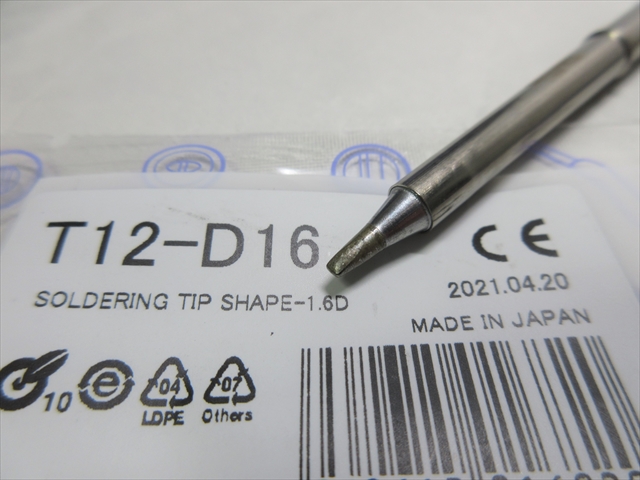 T12-D16
SOLDERING TIP SHAPE-1.6D
CE
2021.04.20
MADE IN JAPAN
10
e
04
LDPE
07
Others